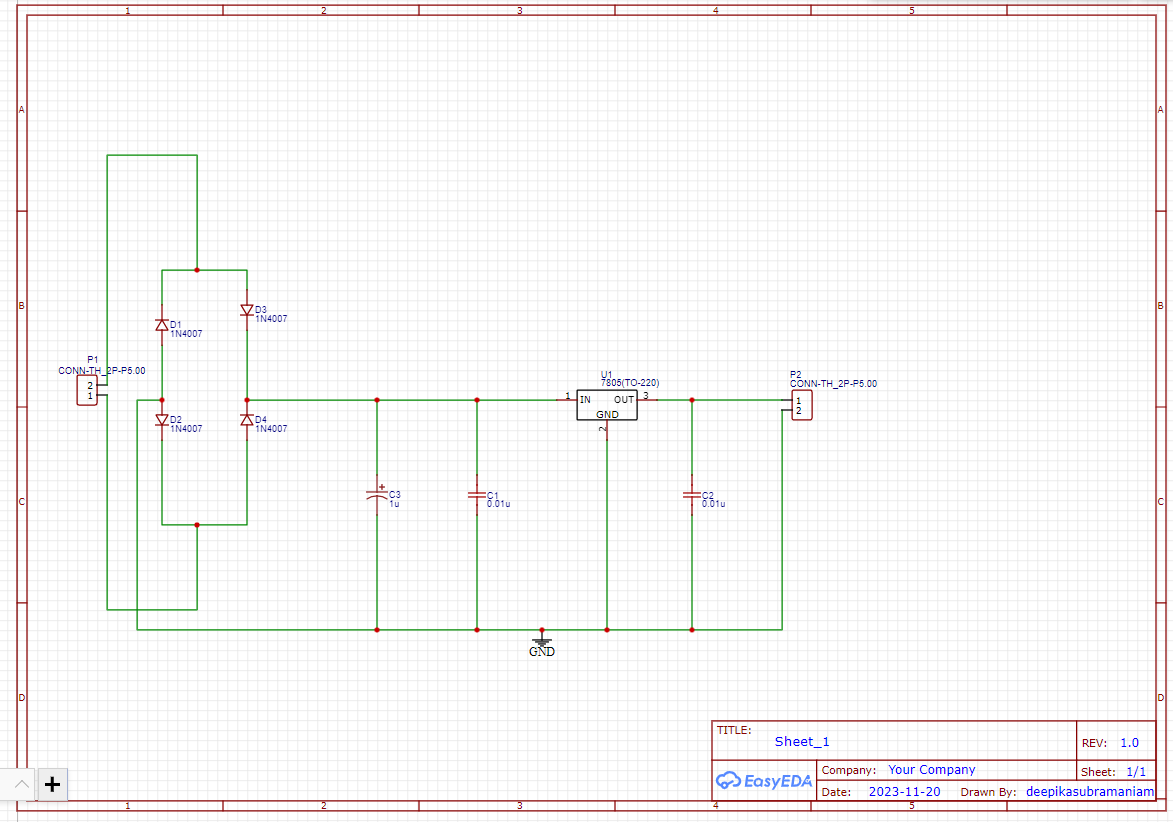 1 2 3 4 5
A A
D3
1N4007
D1
1N4007
B B
P1
CONN-TH_2P-P5.00
2
1
U1
7805(TO-220)
1 IN OUT 3
GND
2
P2
CONN-TH_2P-P5.00
1
2
D2
1N4007
D4
1N4007
+
C3
1u
C1
0.01u
C2
0.01u
C C
GND
D D
TITLE:
Sheet_1
REV: 1.0
EasyEDA
Company: Your Company
Sheet: 1/1
Date: 2023-11-20 Drawn By: deepikasubramaniam
+
1 2 3 4 5